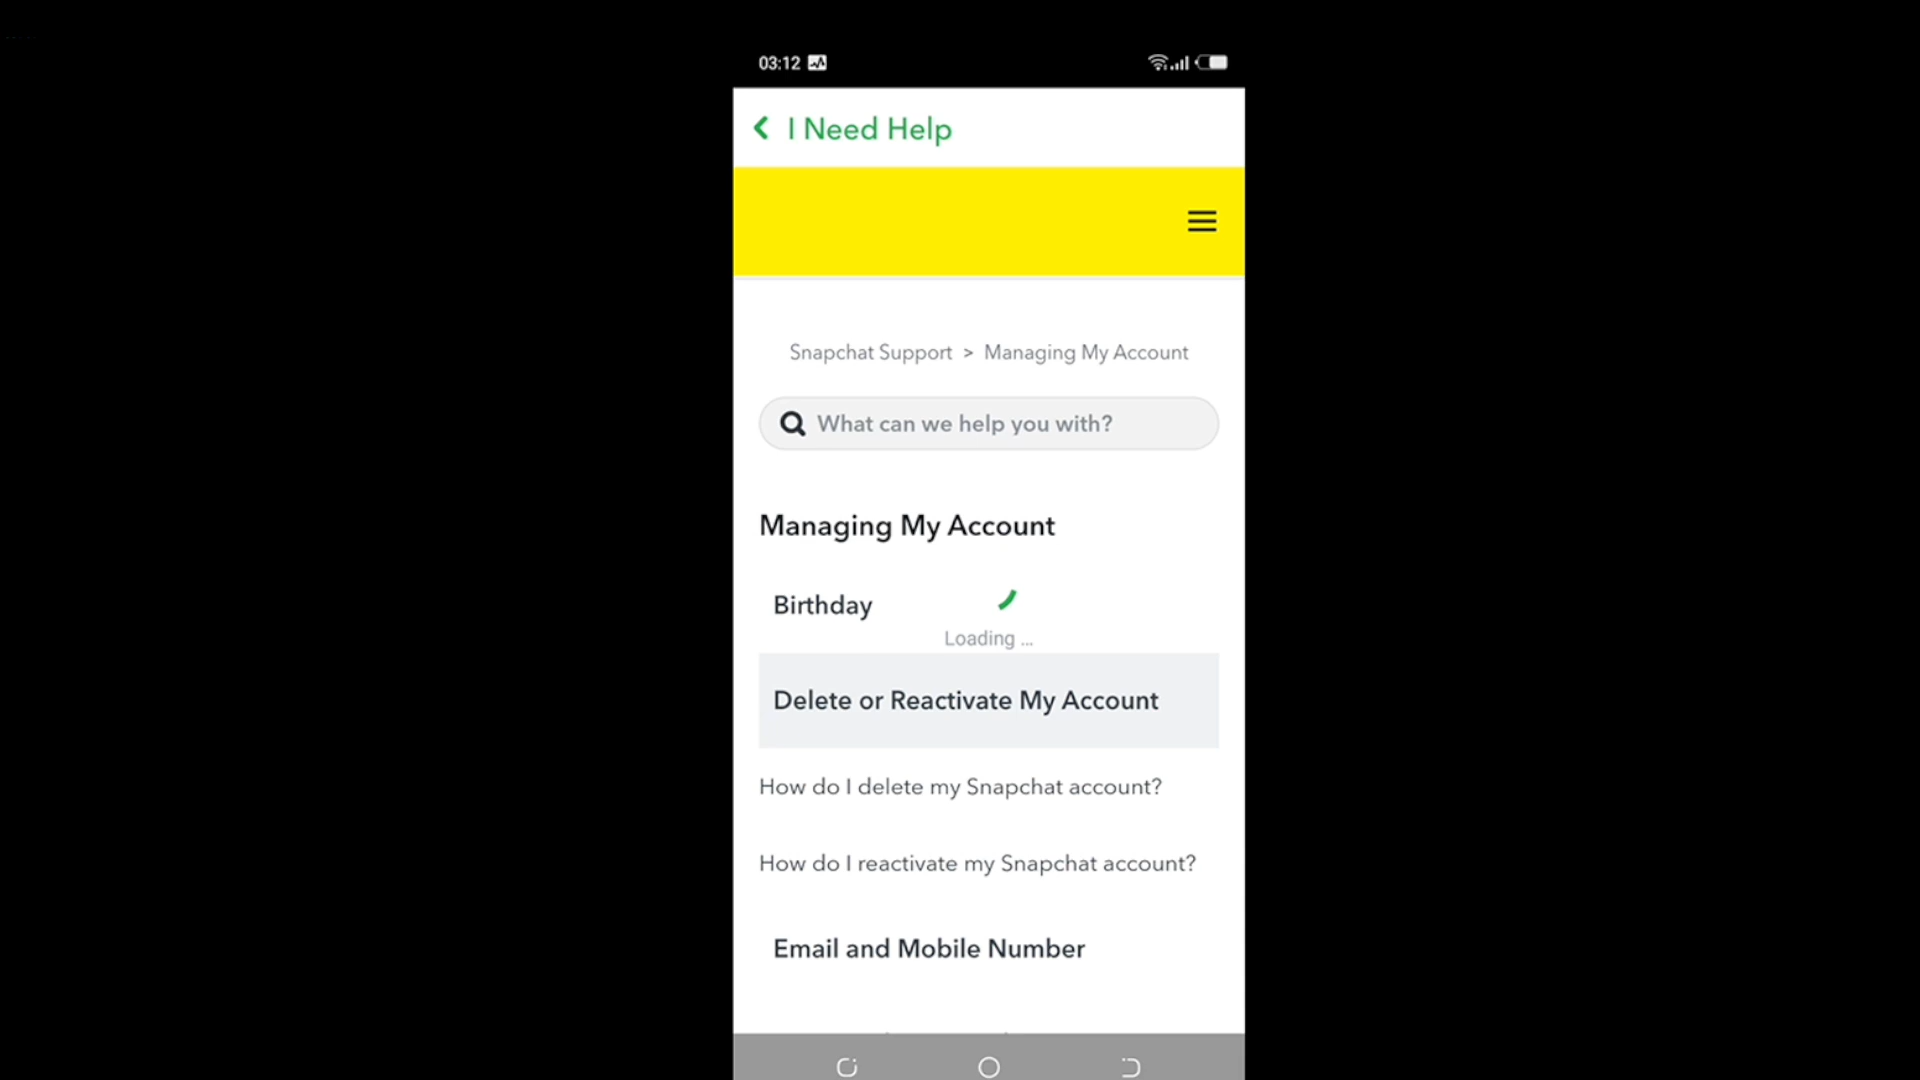 03:12
I Need Help
Snapchat Support > Managing My Account
What can we help you with?
Managing My Account
Birthday
Loading ...
Delete or Reactivate My Account
How do I delete my Snapchat account?
How do I reactivate my Snapchat account?
Email and Mobile Number